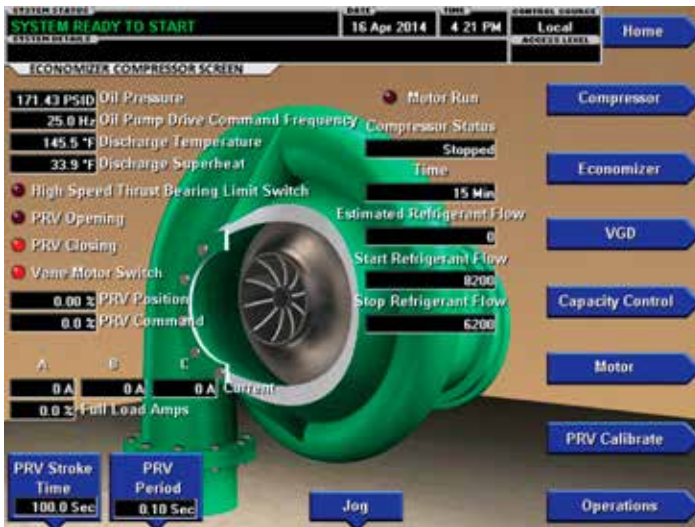 SYSTEM STATUS
SYSTEM READY TO START
SYSTEM DETAILS
DATE
16 Apr 2014
TIME
4 21 PM
CONTROL SOURCE
Local
ACCESS LEVEL
Home
ECONOMIZER COMPRESSOR SCREEN
171.43 PSID Oil Pressure
25.0 Hz Oil Pump Drive Command Frequency
145.5 °F Discharge Temperature
33.9 °F Discharge Superheat
High Speed Thrust Bearing Limit Switch
PRV Opening
PRV Closing
Vane Motor Switch
0.00 % PRV Position
0.0 % PRV Command
A B C
0 A 0 A 0 A Current
0.0 % Full Load Amps
Motor Run
Compressor Status
Stopped
Time
15 Min
Estimated Refrigerant Flow
0
Start Refrigerant Flow
8200
Stop Refrigerant Flow
6200
Compressor
Economizer
VGD
Capacity Control
Motor
PRV Calibrate
Operations
PRV Stroke
Time
100.0 Sec
PRV
Period
0.10 Sec
Jog